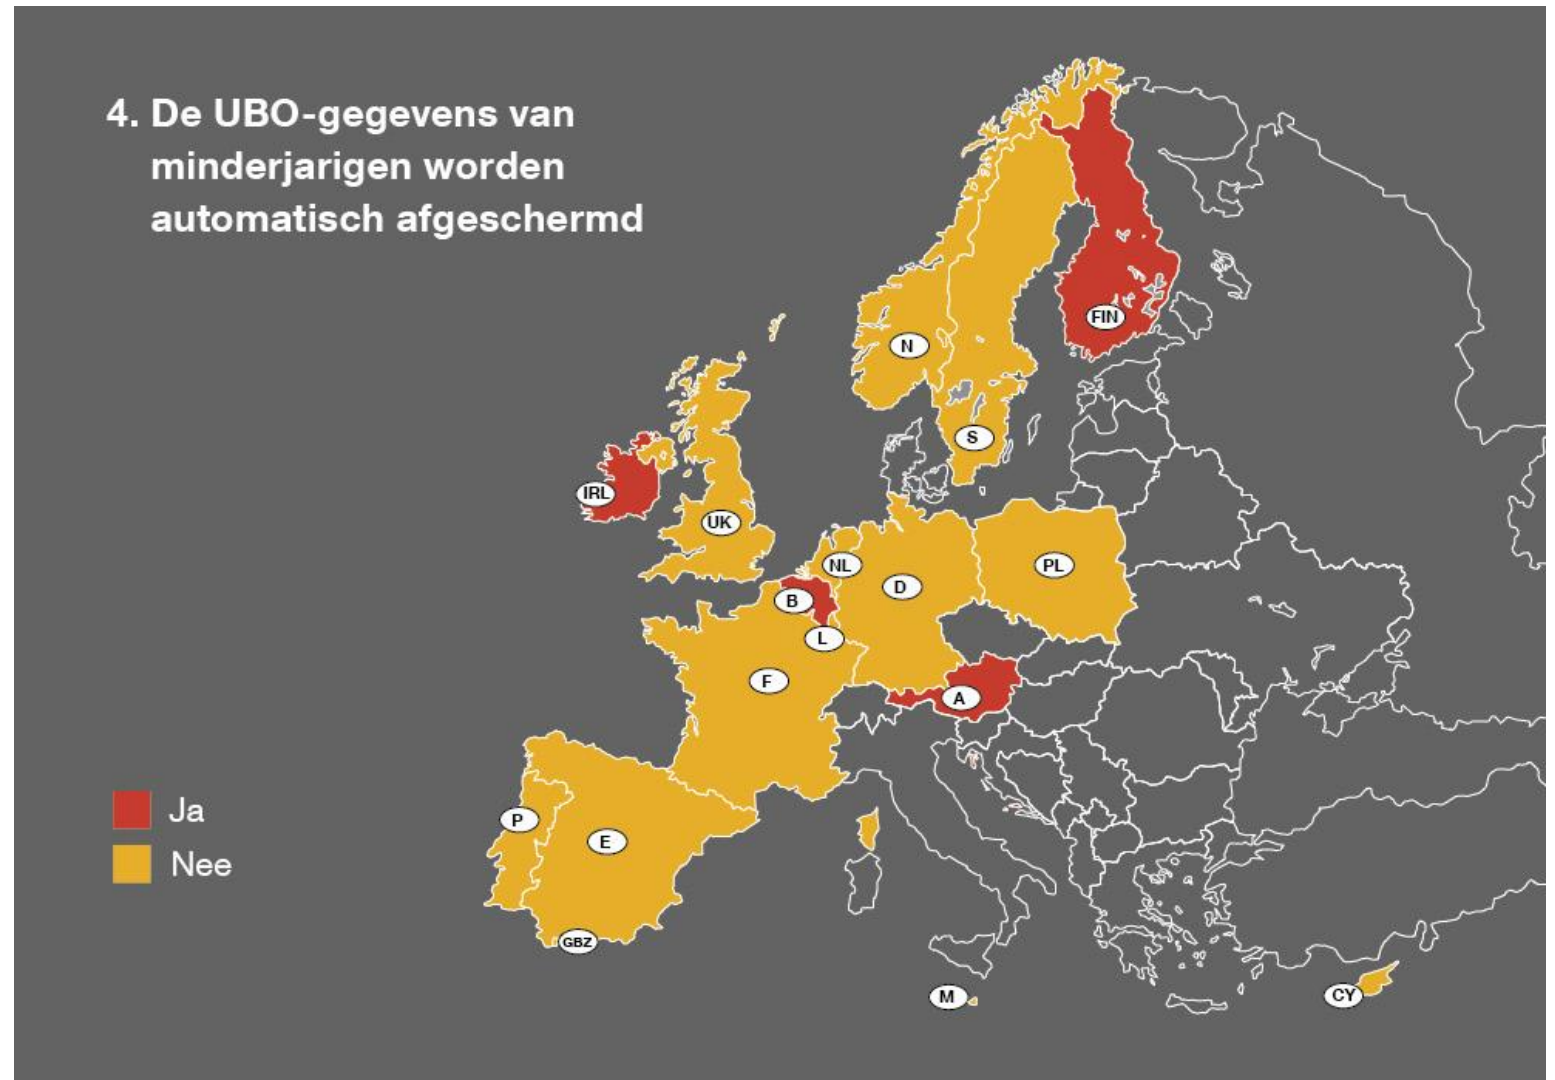 4. De UBO-gegevens van
minderjarigen worden
automatisch afgeschermd
FIN
N
S
IRL
UK
NL
PL
D
B
L
F
A
Ja
Nee
P
E
GBZ
M
CY